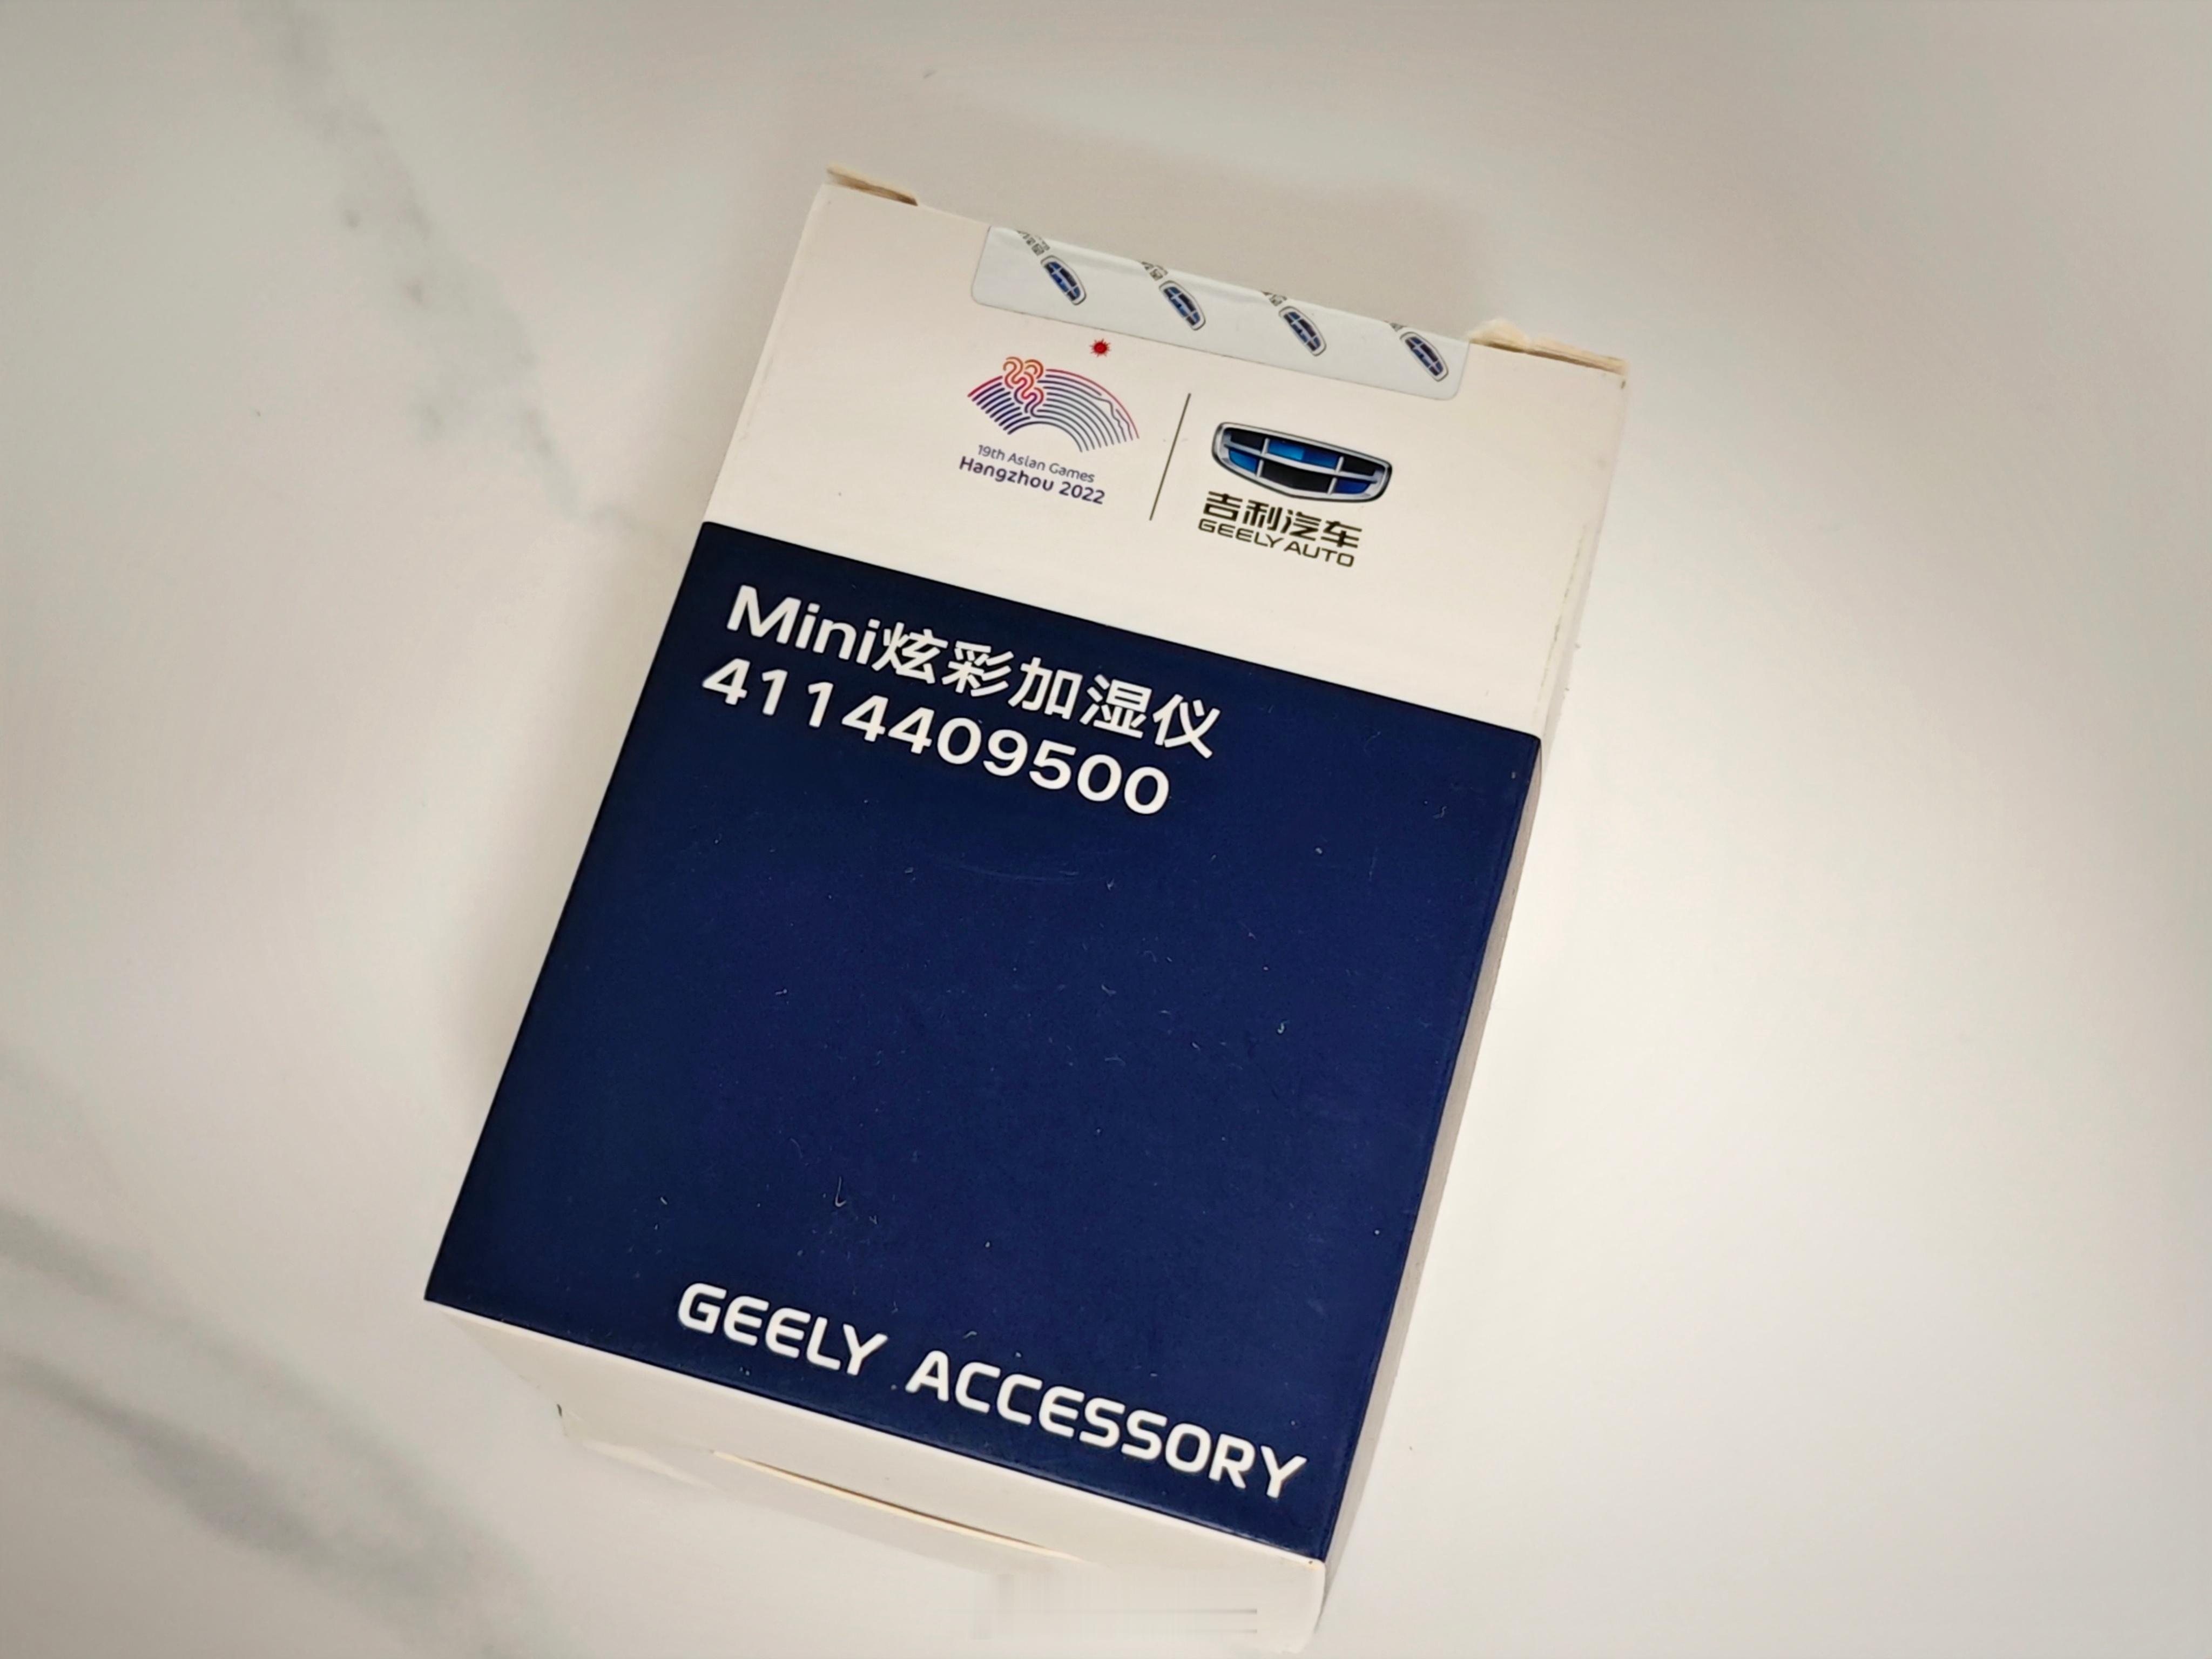 19th Asian Games
Hangzhou 2022
吉利汽车
GEELY AUTO
Mini炫彩加湿仪
4114409500
GEELY ACCESSORY